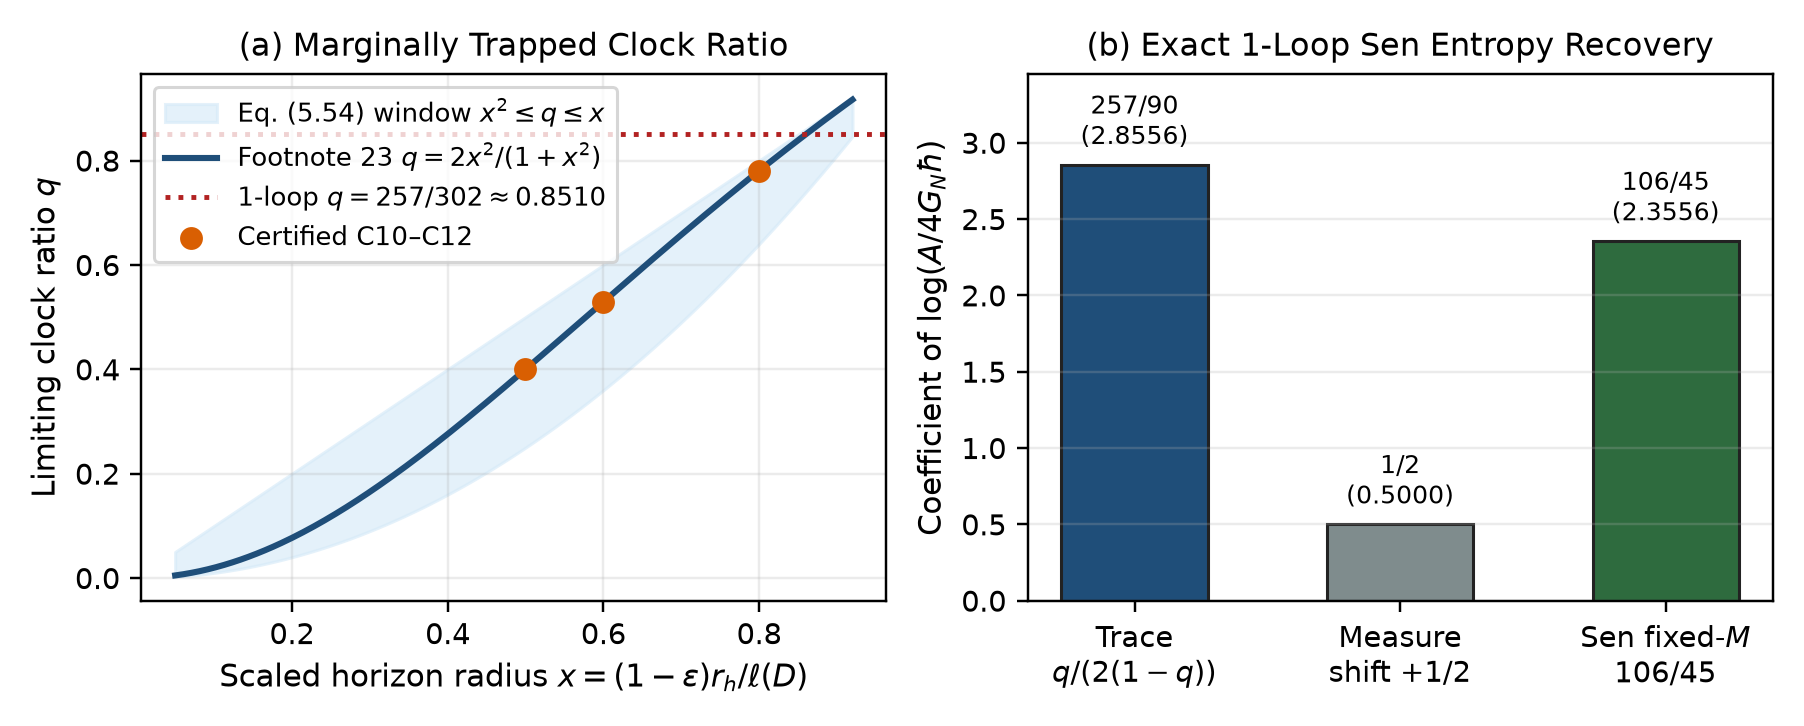 (a) Marginally Trapped Clock Ratio
Limiting clock ratio q
0.8
0.6
0.4
0.2
0.0
Eq. (5.54) window x² ≤ q ≤ x
Footnote 23 q = 2x²/(1 + x²)
1-loop q = 257/302 ≈ 0.8510
Certified C10–C12
0.2 0.4 0.6 0.8
Scaled horizon radius x = (1 − ε)r_h/ℓ(D)
(b) Exact 1-Loop Sen Entropy Recovery
Coefficient of log(A/4G_Nħ)
3.0
2.5
2.0
1.5
1.0
0.5
0.0
257/90
(2.8556)
1/2
(0.5000)
106/45
(2.3556)
Trace
q/(2(1 − q))
Measure
shift +1/2
Sen fixed-M
106/45